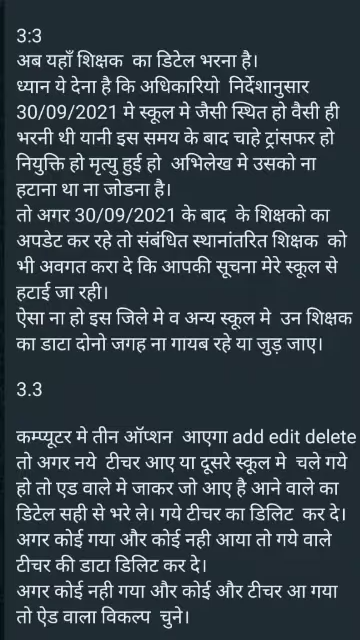 3:3
अब यहाँ शिक्षक का डिटेल भरना है।
ध्यान ये देना है कि अधिकारियो निर्देशानुसार
30/09/2021 मे स्कूल मे जैसी स्थित हो वैसी ही
भरनी थी यानी इस समय के बाद चाहे ट्रांसफर हो
नियुक्ति हो मृत्यु हुई हो अभिलेख मे उसको ना
हटाना था ना जोडना है।
तो अगर 30/09/2021 के बाद के शिक्षको का
अपडेट कर रहे तो संबंधित स्थानांतरित शिक्षक को
भी अवगत करा दे कि आपकी सूचना मेरे स्कूल से
हटाई जा रही।
ऐसा ना हो इस जिले मे व अन्य स्कूल मे उन शिक्षक
का डाटा दोनो जगह ना गायब रहे या जुड़ जाए।
3.3
कम्प्यूटर मे तीन ऑप्शन आएगा add edit delete
तो अगर नये टीचर आए या दूसरे स्कूल मे चले गये
हो तो एड वाले मे जाकर जो आए है आने वाले का
डिटेल सही से भरे ले। गये टीचर का डिलिट कर दे।
अगर कोई गया और कोई नही आया तो गये वाले
टीचर की डाटा डिलिट कर दे।
अगर कोई नही गया और कोई और टीचर आ गया
तो ऐड वाला विकल्प चुने।